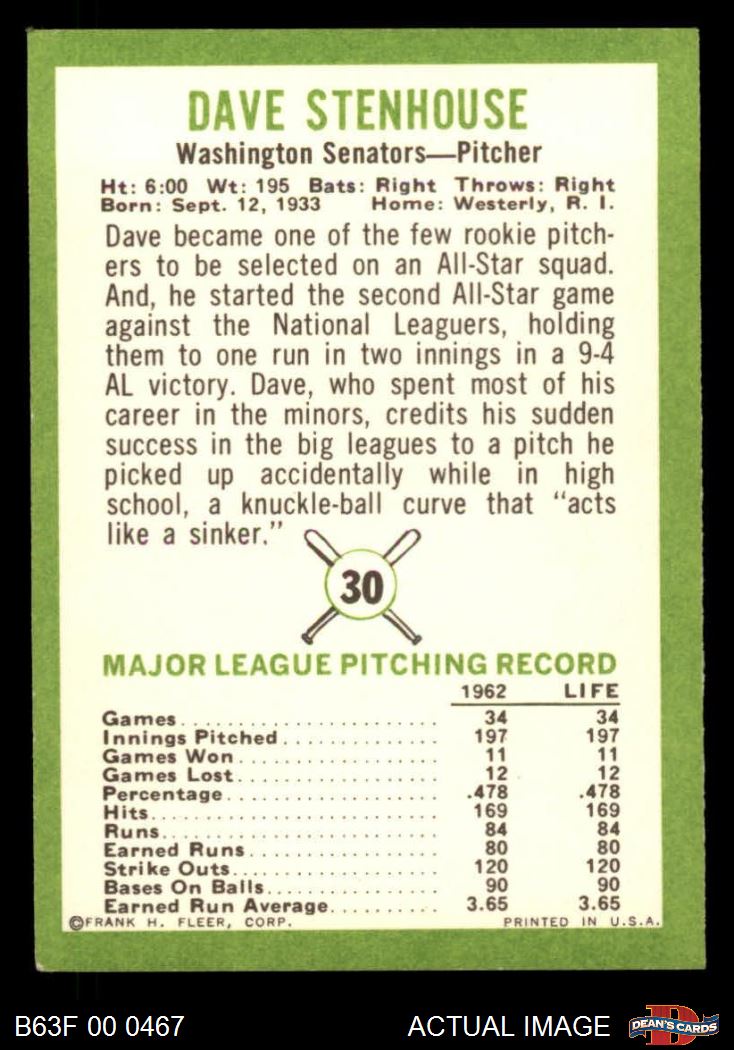 DAVE STENHOUSE
Washington Senators—Pitcher
Ht: 6:00 Wt: 195 Bats: Right Throws: Right
Born: Sept. 12, 1933 Home: Westerly, R. I.
Dave became one of the few rookie pitch-
ers to be selected on an All-Star squad.
And, he started the second All-Star game
against the National Leaguers, holding
them to one run in two innings in a 9-4
AL victory. Dave, who spent most of his
career in the minors, credits his sudden
success in the big leagues to a pitch he
picked up accidentally while in high
school, a knuckle-ball curve that “acts
like a sinker.”
30
MAJOR LEAGUE PITCHING RECORD
1962 LIFE
Games 34 34
Innings Pitched 197 197
Games Won 11 11
Games Lost 12 12
Percentage .478 .478
Hits 169 169
Runs 84 84
Earned Runs 80 80
Strike Outs 120 120
Bases On Balls 90 90
Earned Run Average 3.65 3.65
©FRANK H. FLEER, CORP. PRINTED IN U.S.A.
B63F 00 0467 ACTUAL IMAGE DEAN'S CARDS